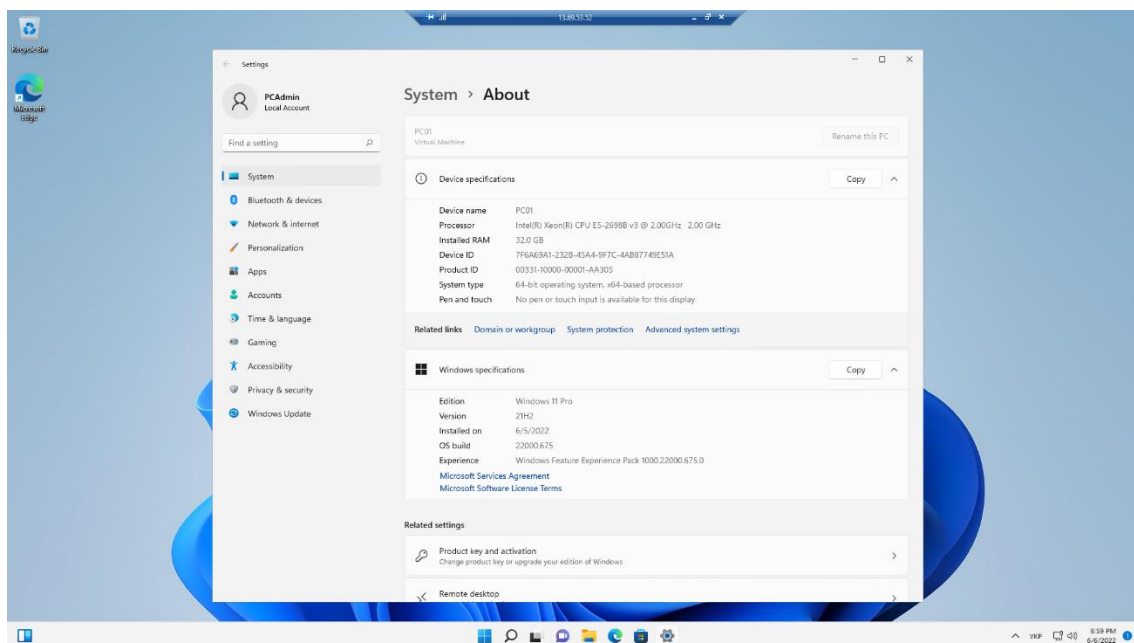 13.69.53.52
Recycle Bin
Microsoft
Edge
Settings
PCAdmin
Local Account
Find a setting
System
Bluetooth & devices
Network & internet
Personalization
Apps
Accounts
Time & language
Gaming
Accessibility
Privacy & security
Windows Update
System > About
PC01
Virtual Machine
Rename this PC
Device specifications
Copy
Device name PC01
Processor Intel(R) Xeon(R) CPU E5-2698B v3 @ 2.00GHz 2.00 GHz
Installed RAM 32.0 GB
Device ID 7F6A69A1-232B-45A4-9F7C-4AB87749E51A
Product ID 00331-10000-00001-AA305
System type 64-bit operating system, x64-based processor
Pen and touch No pen or touch input is available for this display
Related links Domain or workgroup System protection Advanced system settings
Windows specifications
Copy
Edition Windows 11 Pro
Version 21H2
Installed on 6/5/2022
OS build 22000.675
Experience Windows Feature Experience Pack 1000.22000.675.0
Microsoft Services Agreement
Microsoft Software License Terms
Related settings
Product key and activation
Change product key or upgrade your edition of Windows
Remote desktop
УКР
6:59 PM
6/6/2022